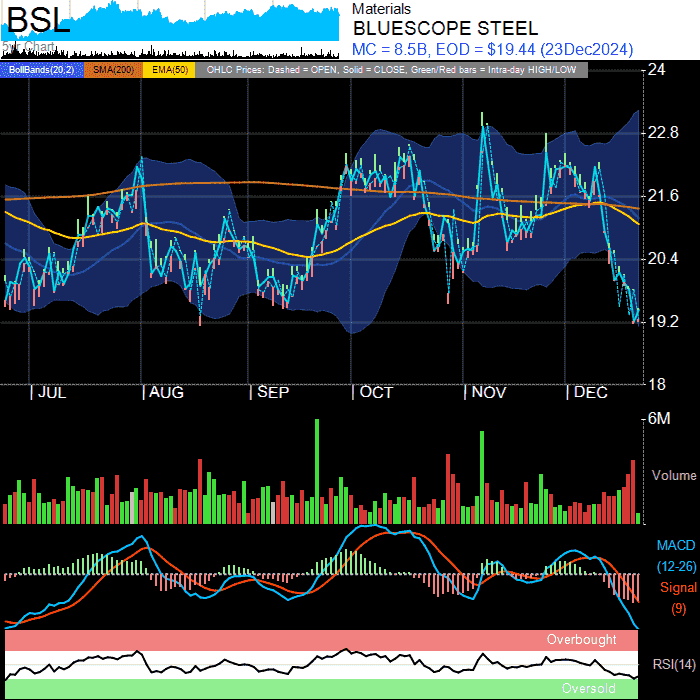 BSL
Materials
BLUESCOPE STEEL
MC = 8.5B, EOD = $19.44 (23Dec2024)
BollBands(20,2) SMA(200) EMA(50) OHLC Prices: Dashed = OPEN, Solid = CLOSE, Green/Red bars = Intra-day HIGH/LOW
24
22.8
21.6
20.4
19.2
18
JUL AUG SEP OCT NOV DEC
6M
Volume
MACD
(12-26)
Signal
(9)
Overbought
RSI(14)
Oversold